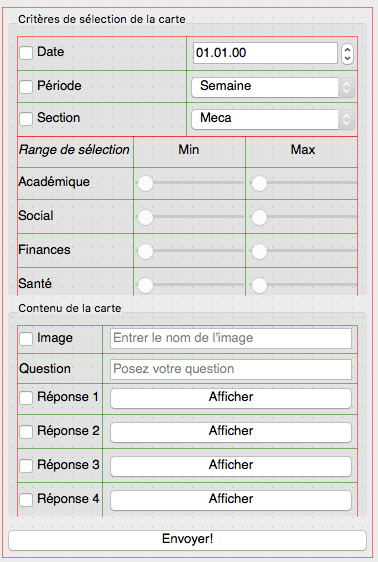 Critères de sélection de la carte
Date 01.01.00
Période Semaine
Section Meca
Range de sélection Min Max
Académique
Social
Finances
Santé
Contenu de la carte
Image Entrer le nom de l'image
Question Posez votre question
Réponse 1 Afficher
Réponse 2 Afficher
Réponse 3 Afficher
Réponse 4 Afficher
Envoyer!